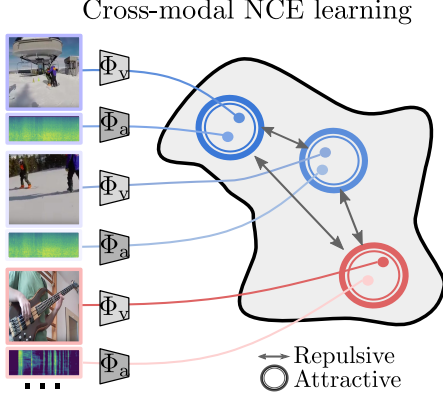 Cross-modal NCE learning
Φv
Φa
Φv
Φa
Φv
Φa
Repulsive
Attractive